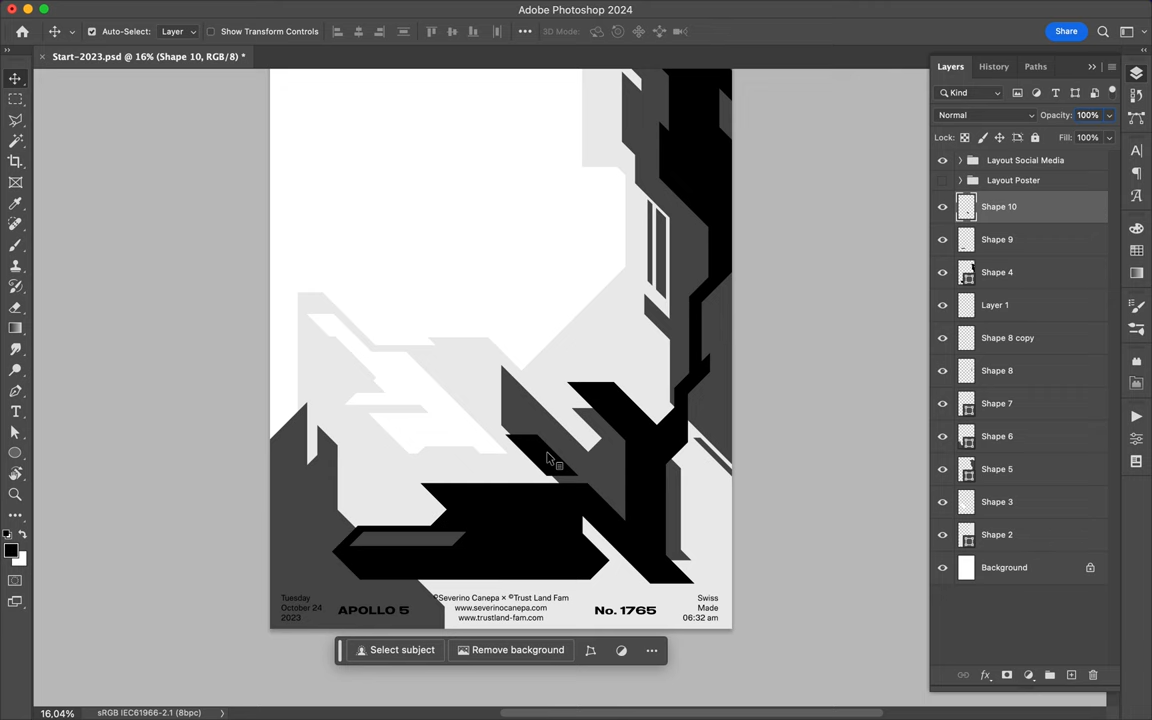 Adobe Photoshop 2024
Auto-Select: Layer Show Transform Controls 3D Mode: Share
Start-2023.psd @ 16% (Shape 10, RGB/8) *
Layers History Paths
Kind
Normal Opacity: 100%
Lock: Fill: 100%
Layout Social Media
Layout Poster
Shape 10
Shape 9
Shape 4
Layer 1
Shape 8 copy
Shape 8
Shape 7
Shape 6
Shape 5
Shape 3
Shape 2
Background
Tuesday
October 24
2023
APOLLO 5
©Severino Canepa × ©Trust Land Fam
www.severinocanepa.com
www.trustland-fam.com
No. 1765
Swiss
Made
06:32 am
Select subject Remove background
16,04% sRGB IEC61966-2.1 (8bpc)